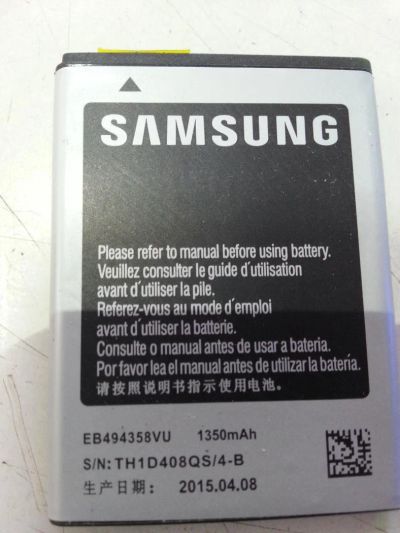 SAMSUNG
Please refer to manual before using battery.
Veuillez consulter le guide d'utilisation
avant d'utiliser la pile.
Referez-vous au mode d'emploi
avant d'utiliser la batterie.
Consulte o manual antes de usar a bateria.
Por favor lea el manual antes de utilizar la batería.
请按照说明书指示使用电池。
EB494358VU 1350mAh
S/N: TH1D408QS/4-B
生产日期: 2015.04.08